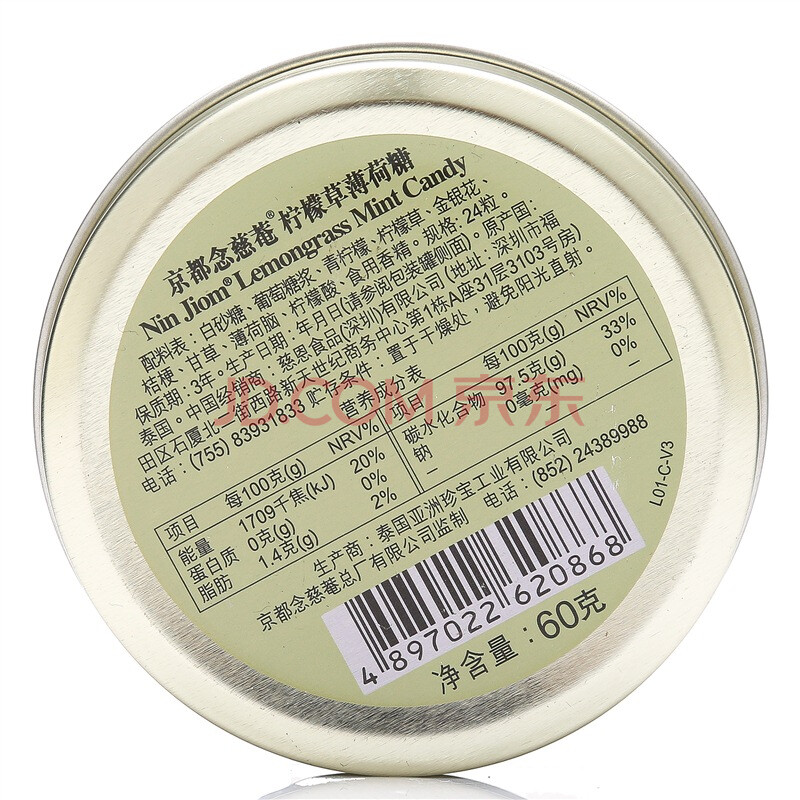 京都念慈菴®柠檬草薄荷糖
Nin Jiom® Lemongrass Mint Candy
配料表：白砂糖、葡萄糖浆、青柠檬、柠檬草、金银花、
桔梗、甘草、薄荷脑、柠檬酸、食用香精。规格：24粒。
保质期：3年。生产日期：年月日(请参阅包装罐侧面)。原产国：
泰国。中国经销商：慈恩食品(深圳)有限公司 (地址：深圳市福
田区石厦北二街西路新天世纪商务中心第1栋A座31层3103号房)
电话：(755) 83931833 贮存条件：置于干燥处，避免阳光直射。
营养成分表
项目 每100克(g) NRV%
能量 1709千焦(kJ) 20%
蛋白质 0克(g) 0%
脂肪 1.4克(g) 2%
项目 每100克(g) NRV%
碳水化合物 97.5克(g) 33%
钠 0毫克(mg) 0%
– – –
生产商：泰国亚洲珍宝工业有限公司
京都念慈菴总厂有限公司监制 电话：(852) 24389988
L01-C-V3
4 897022 620868
净含量：60克
JD.COM 京东